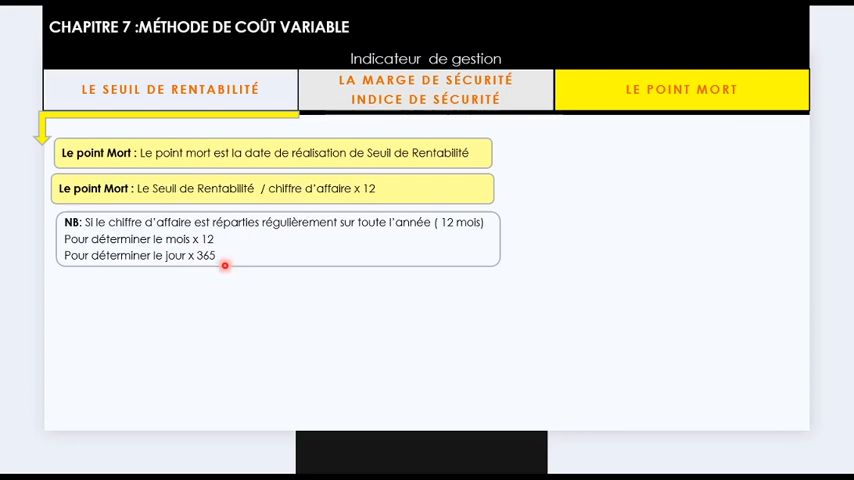 CHAPITRE 7 :MÉTHODE DE COÛT VARIABLE
Indicateur de gestion
LE SEUIL DE RENTABILITÉ
LA MARGE DE SÉCURITÉ
INDICE DE SÉCURITÉ
LE POINT MORT
Le point Mort : Le point mort est la date de réalisation de Seuil de Rentabilité
Le point Mort : Le Seuil de Rentabilité / chiffre d'affaire x 12
NB: Si le chiffre d'affaire est réparties régulièrement sur toute l'année ( 12 mois)
Pour déterminer le mois x 12
Pour déterminer le jour x 365